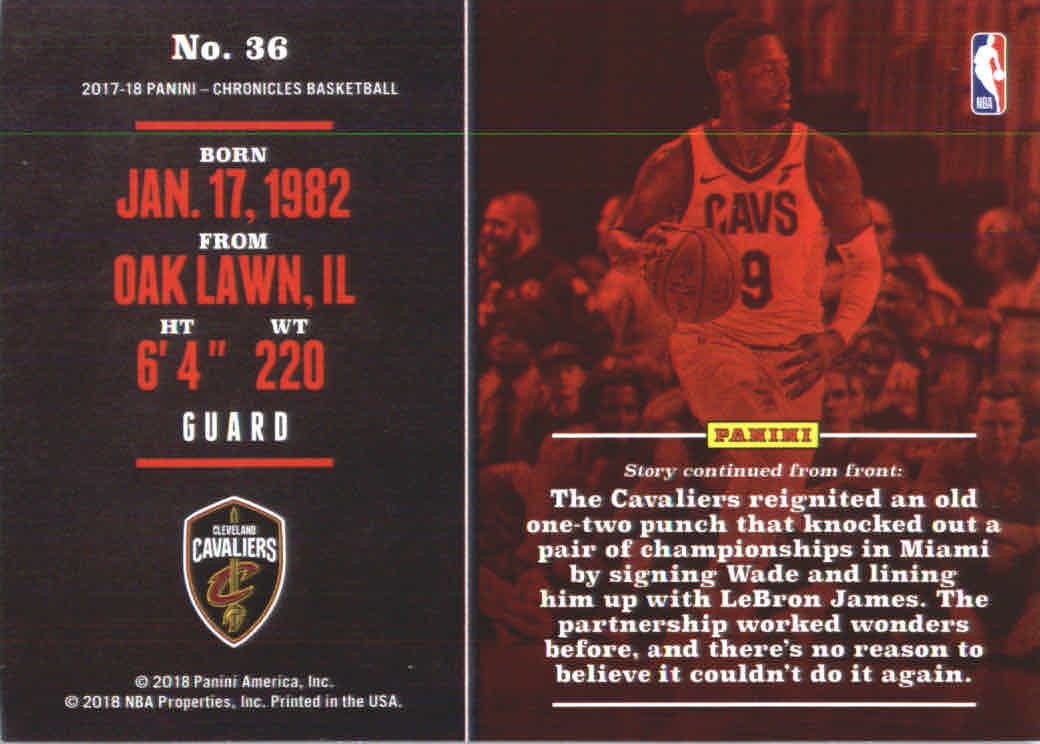 No. 36
2017-18 PANINI – CHRONICLES BASKETBALL
BORN
JAN. 17, 1982
FROM
OAK LAWN, IL
HT WT
6' 4" 220
GUARD
CLEVELAND
CAVALIERS
C
© 2018 Panini America, Inc.
© 2018 NBA Properties, Inc. Printed in the USA.
NBA
CAVS
9
PANINI
Story continued from front:
The Cavaliers reignited an old
one-two punch that knocked out a
pair of championships in Miami
by signing Wade and lining
him up with LeBron James. The
partnership worked wonders
before, and there's no reason to
believe it couldn't do it again.